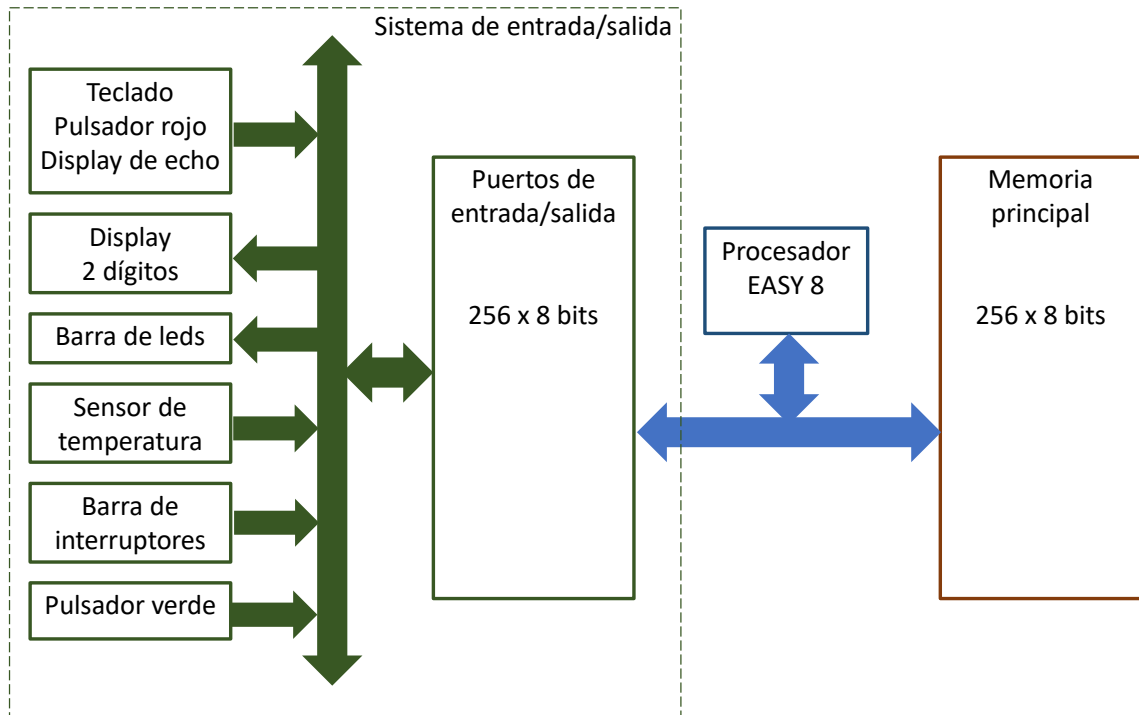 Sistema de entrada/salida
Teclado
Pulsador rojo
Display de echo
Display
2 dígitos
Barra de leds
Sensor de
temperatura
Barra de
interruptores
Pulsador verde
Puertos de
entrada/salida
256 x 8 bits
Procesador
EASY 8
Memoria
principal
256 x 8 bits